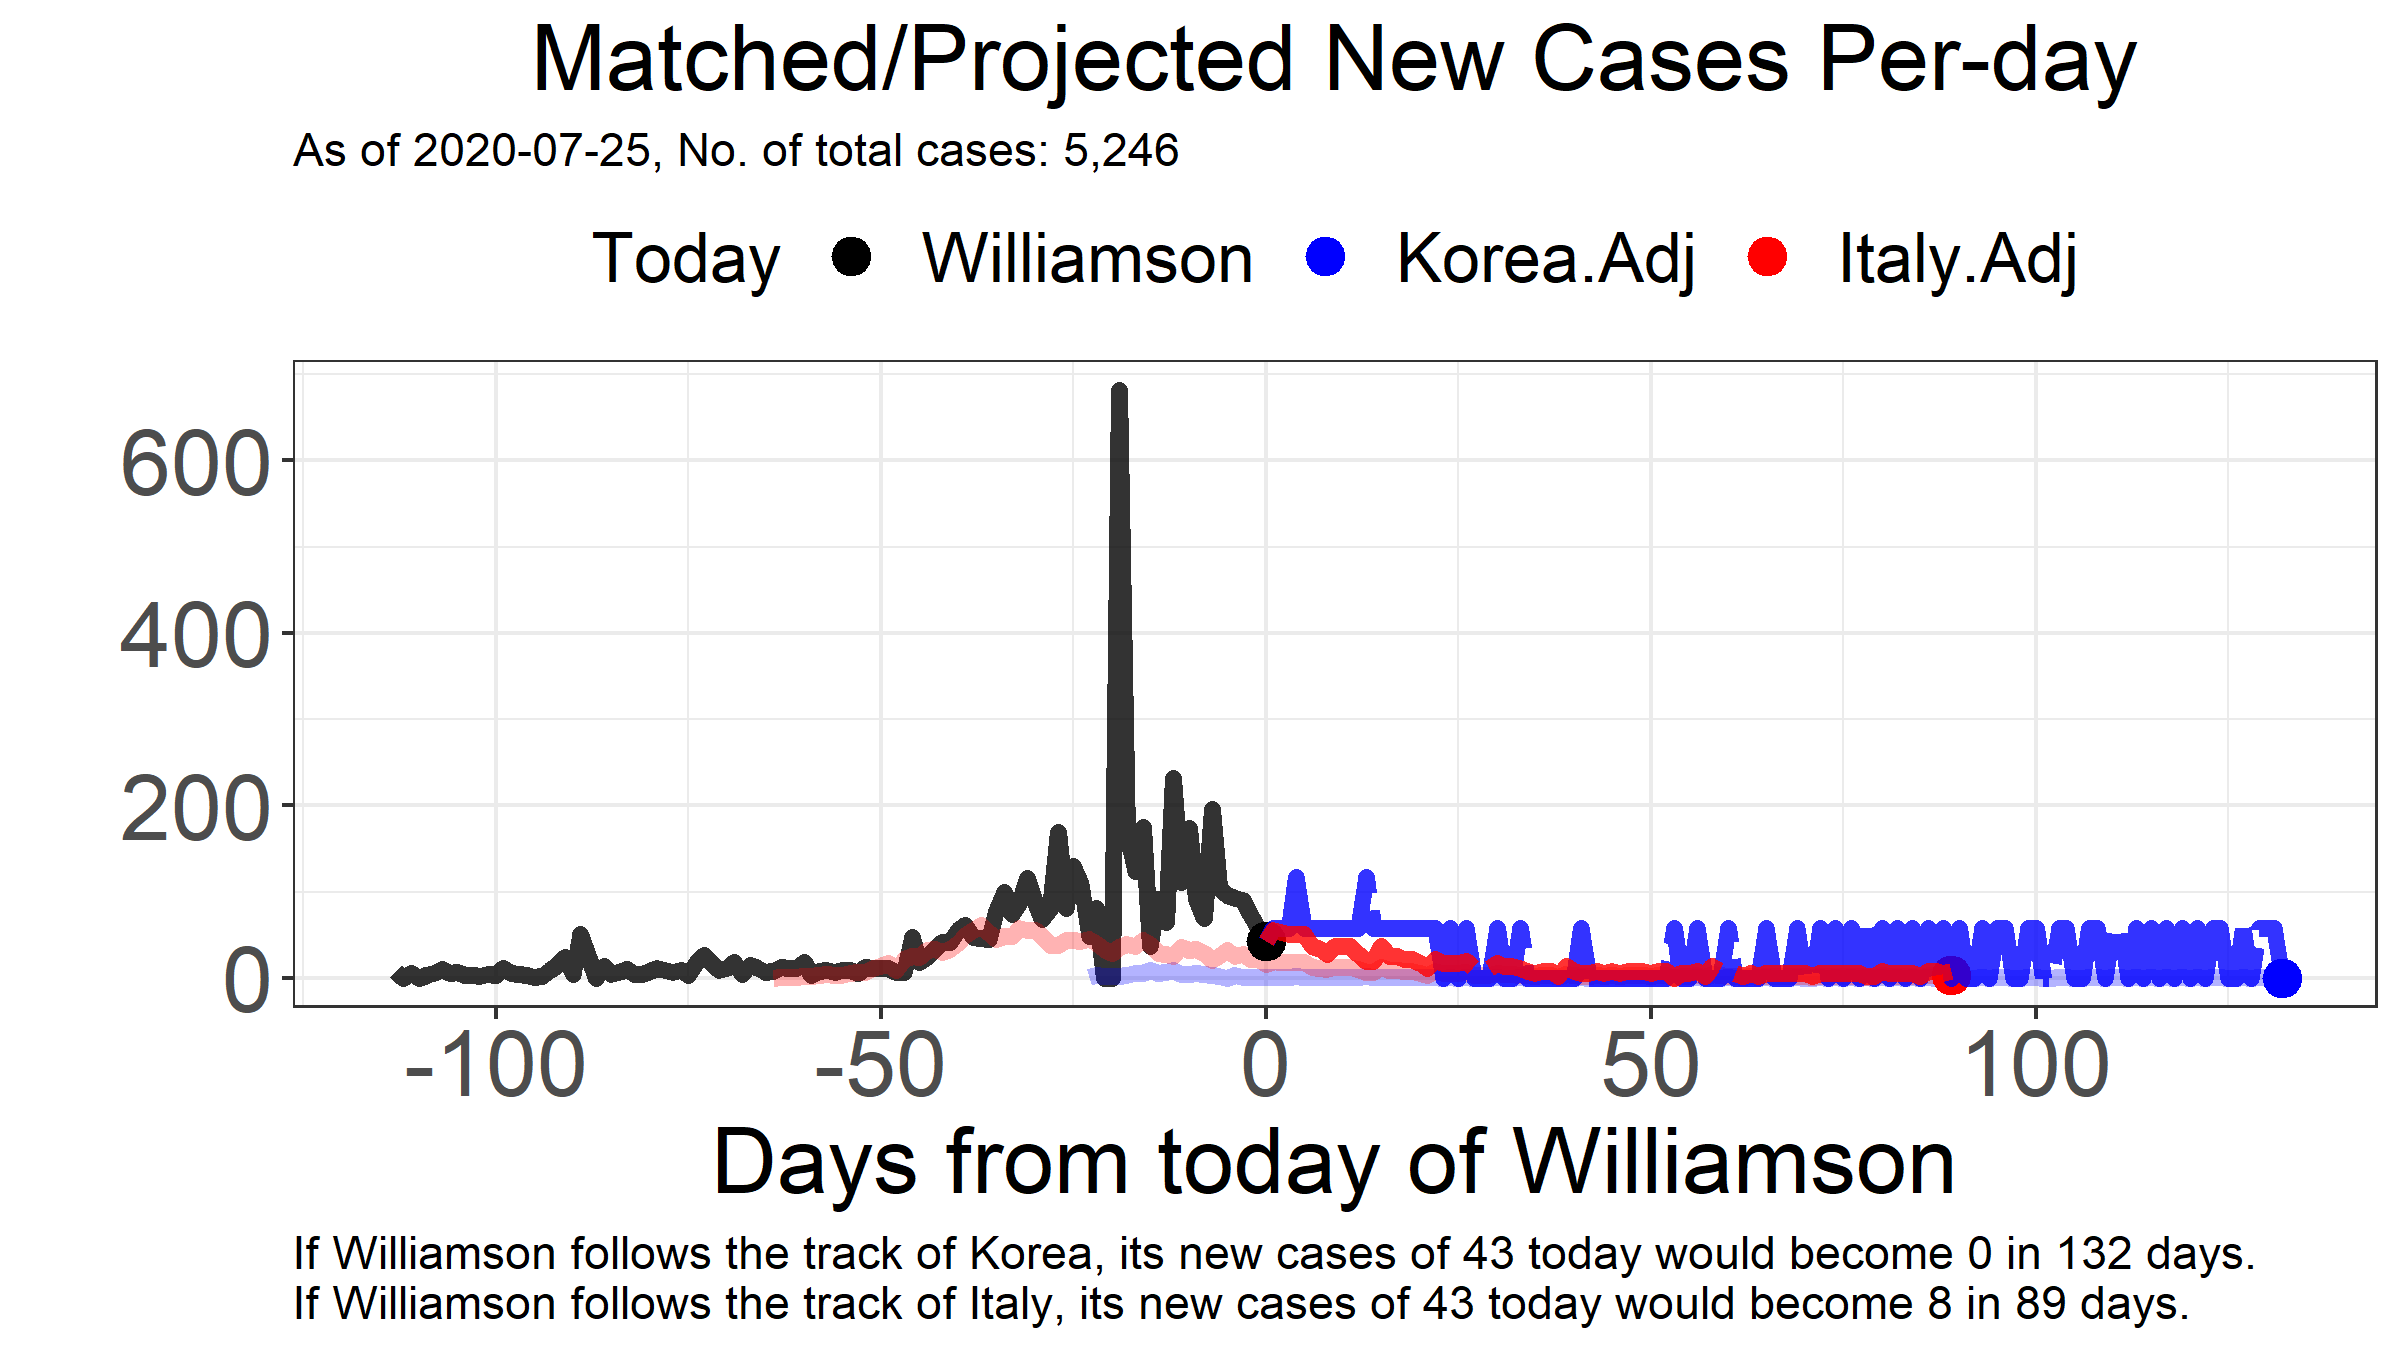 Matched/Projected New Cases Per-day
As of 2020-07-25, No. of total cases: 5,246
Today Williamson Korea.Adj Italy.Adj
600
400
200
0
-100 -50 0 50 100
Days from today of Williamson
If Williamson follows the track of Korea, its new cases of 43 today would become 0 in 132 days.
If Williamson follows the track of Italy, its new cases of 43 today would become 8 in 89 days.